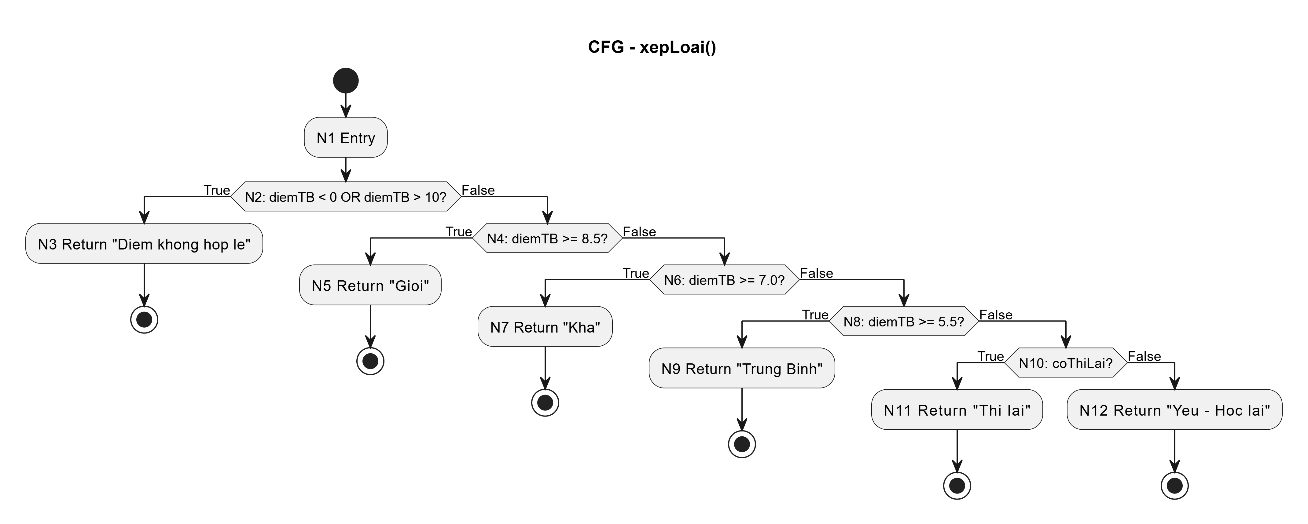 CFG - xepLoai()
N1 Entry
True
N2: diemTB < 0 OR diemTB > 10?
False
N3 Return "Diem khong hop le"
True
N4: diemTB >= 8.5?
False
N5 Return "Gioi"
True
N6: diemTB >= 7.0?
False
N7 Return "Kha"
True
N8: diemTB >= 5.5?
False
N9 Return "Trung Binh"
True
N10: coThiLai?
False
N11 Return "Thi lai"
N12 Return "Yeu - Hoc lai"